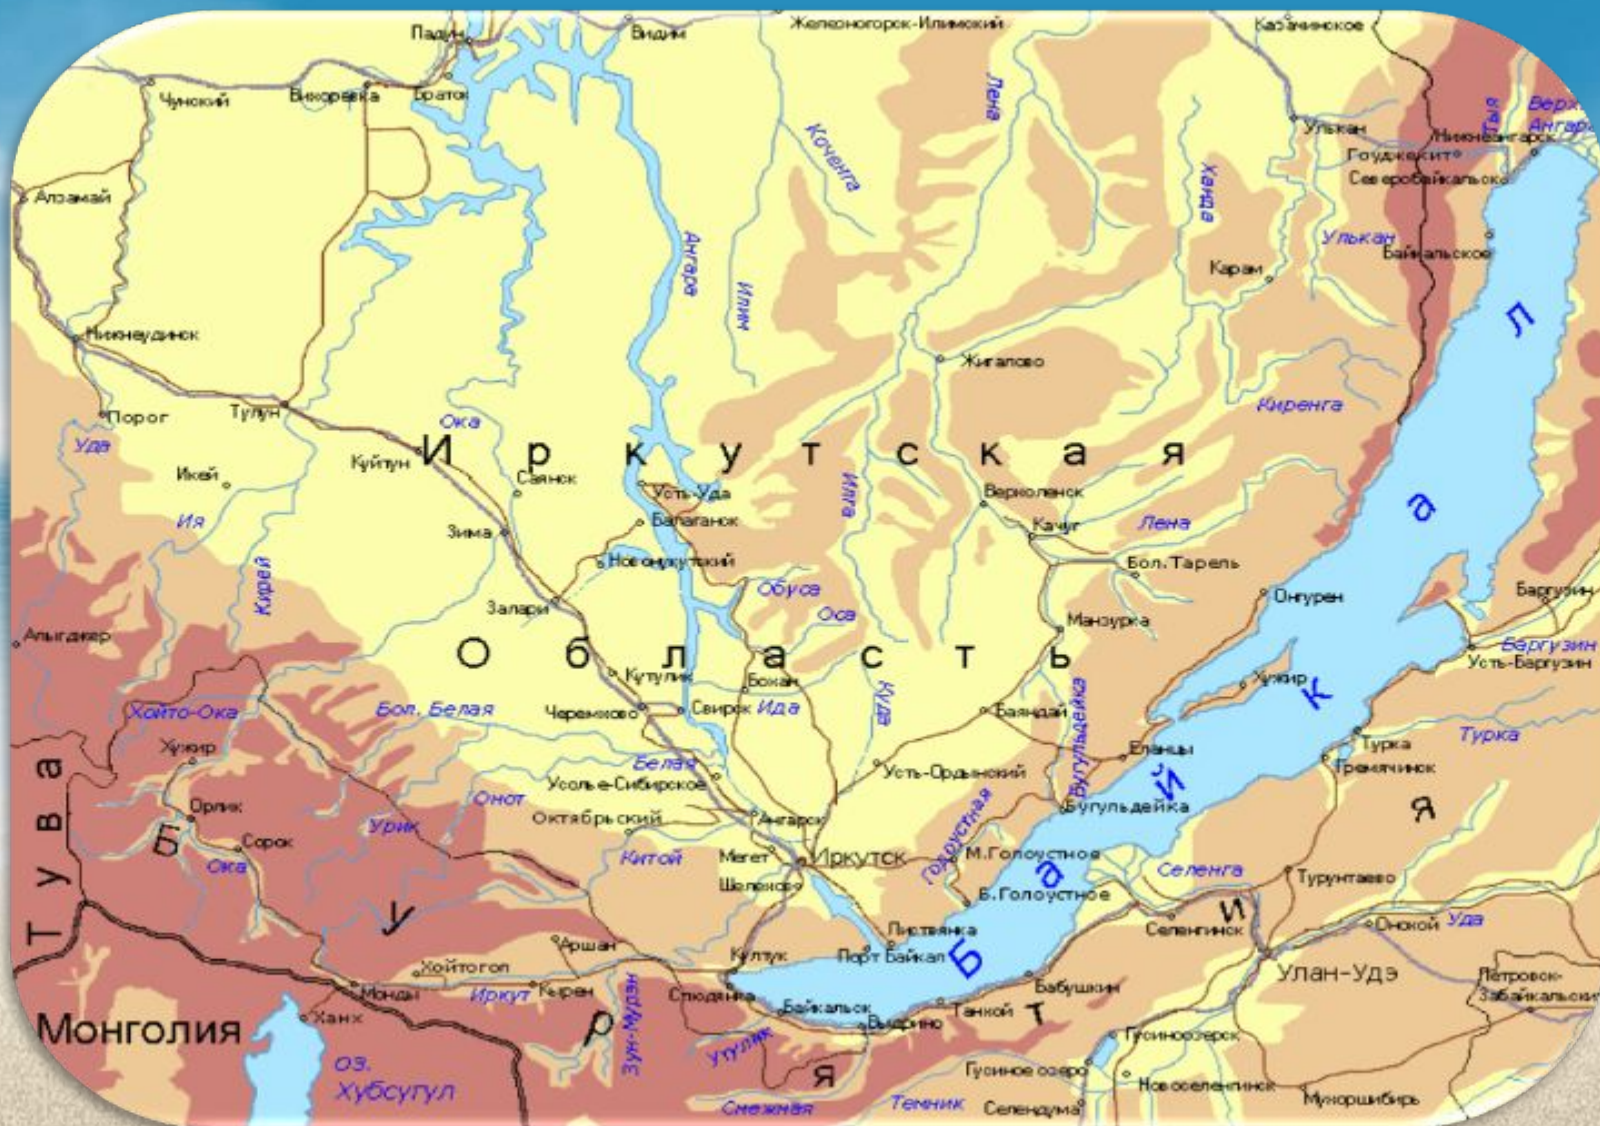 Падун
Видим
Железногорск-Илимский
Казачинское
Чунский
Вихоревка
Братск
Лена
Тыя
Верх.
Ангара
Коченга
Улькан
Нижнеангарск
Гоуджекит
Северобайкальск
Алзамай
Ханда
Ангара
Илим
Улькан
Байкальское
Карам
Нижнеудинск
Жигалово
Порог
Тулун
Ока
Киренга
Уда
Куйтун
Иркутская
Икей
Саянск
Усть-Уда
Илга
Верхоленск
Ия
Зима
Балаганск
Качуг
Лена
Новонукутский
Бол.Тарель
Кирей
Залари
Обуса
Оса
Онгурен
Баргузин
Манзурка
Алыгджер
Область
Баргузин
Усть-Баргузин
Кутулик
Бохан
Хужир
Хойто-Ока
Бол. Белая
Черемхово
Свирск
Ида
Куда
Баяндай
Бугульдейка
Турка
Хужир
Еланцы
Турка
Гремячинск
Белая
Усолье-Сибирское
Усть-Ордынский
Тува
Орлик
Онот
Октябрьский
Ангарск
Голоустная
Бугульдейка
Урик
Сорок
Ока
Китой
Мегет
Иркутск
М.Голоустное
Шелехов
Селенга
Турунтаево
Б.Голоустное
Байкал
Листвянка
Селенгинск
Онохой
Уда
Аршан
Култук
Порт Байкал
Хойтогол
Улан-Удэ
Петровск-
Забайкальский
Монды
Иркут
Кырен
Слюдянка
Бабушкин
Байкальск
Танхой
Выдрино
Монголия
Ханх
Зун-Мурэн
Утулик
Гусиноозерск
оз.
Хубсугул
Гусиное озеро
Новоселенгинск
Снежная
Темник
Селендума
Мухоршибирь
Бурятия